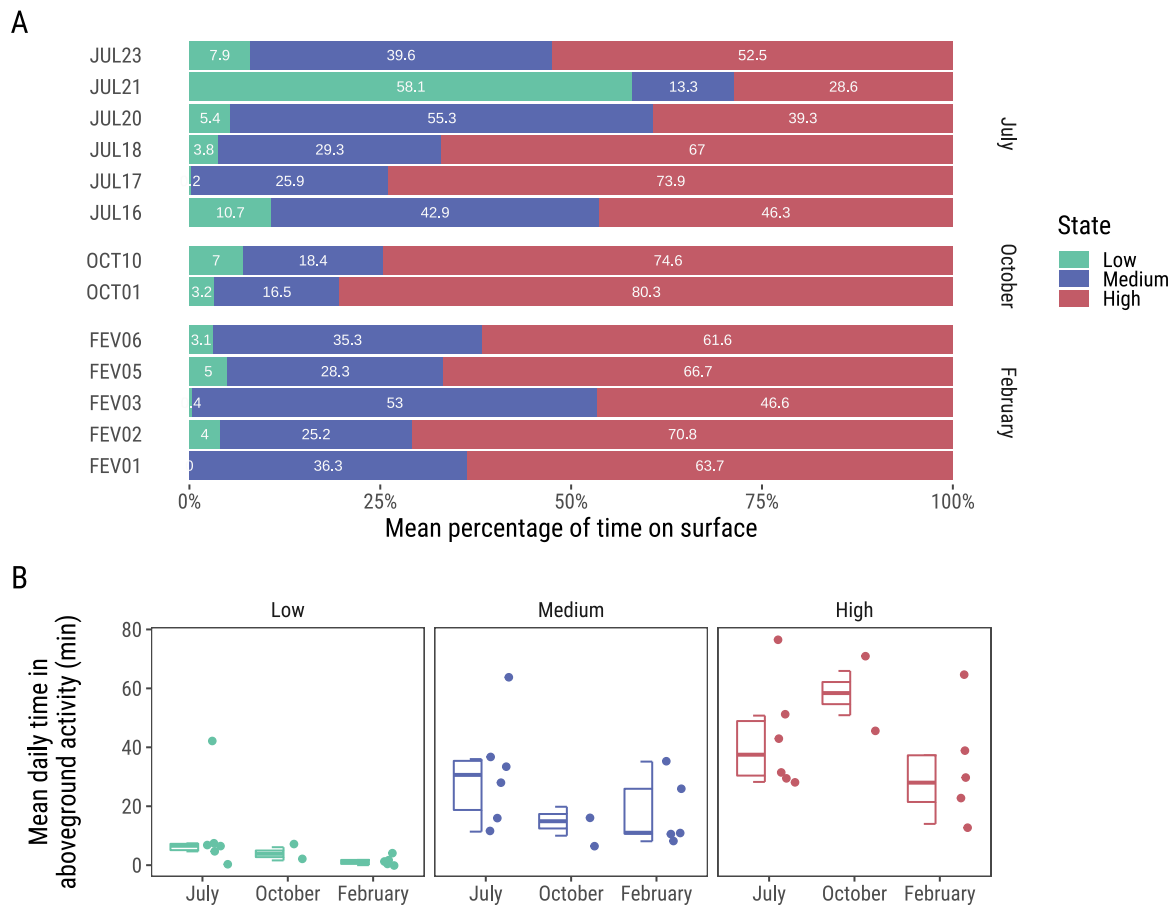 A
JUL23 7.9 39.6 52.5
JUL21 58.1 13.3 28.6
JUL20 5.4 55.3 39.3
JUL18 3.8 29.3 67
JUL17 .2 25.9 73.9
JUL16 10.7 42.9 46.3
July
OCT10 7 18.4 74.6
OCT01 3.2 16.5 80.3
October
FEV06 3.1 35.3 61.6
FEV05 5 28.3 66.7
FEV03 .4 53 46.6
FEV02 4 25.2 70.8
FEV01 0 36.3 63.7
February
0% 25% 50% 75% 100%
Mean percentage of time on surface
State
Low
Medium
High
B
Mean daily time in
aboveground activity (min)
Low Medium High
80
60
40
20
0
July October February July October February July October February